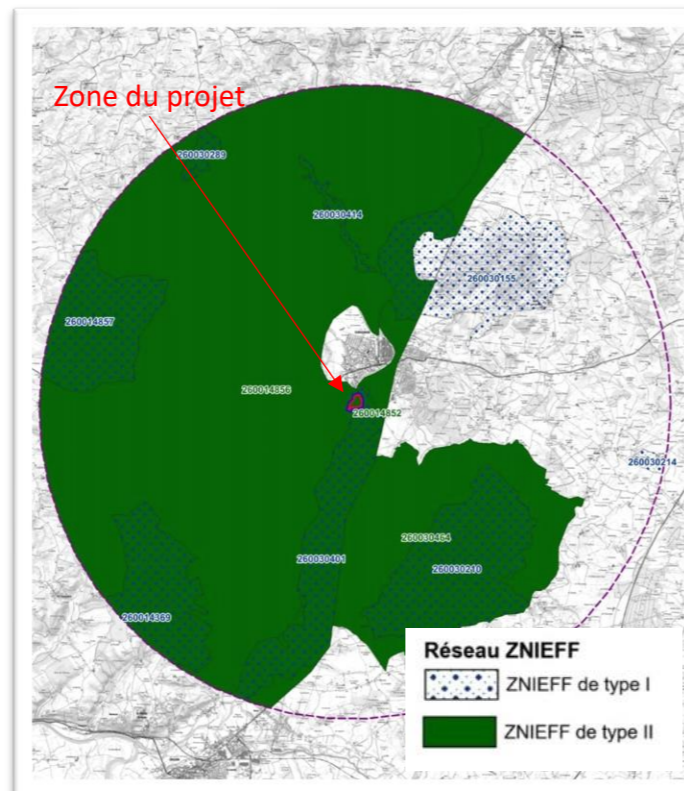 Zone du projet
260030289
260030414
260030155
260014857
260014856
260014852
260030214
260030464
260030401
260030210
260014369
Réseau ZNIEFF
ZNIEFF de type I
ZNIEFF de type II